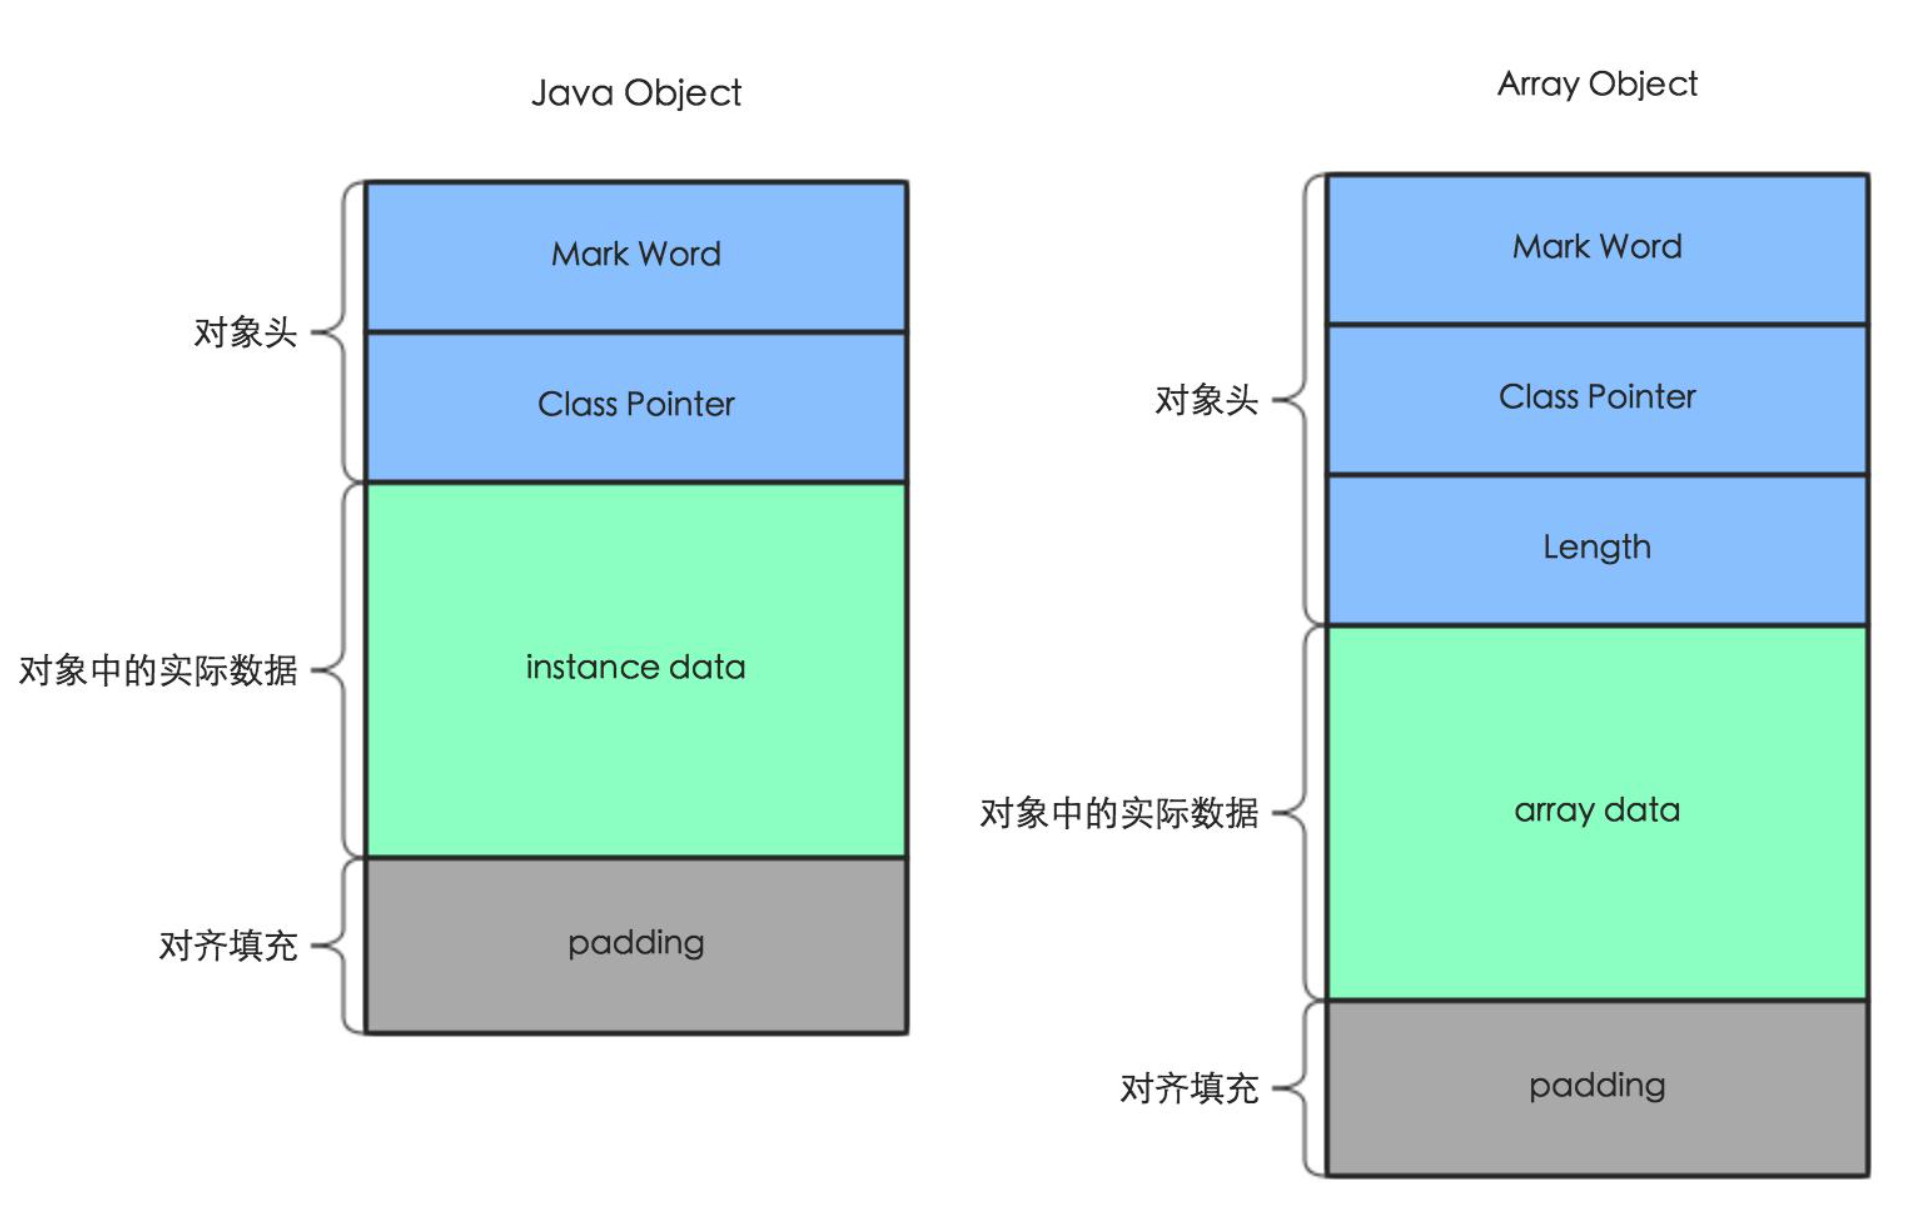 Java Object
Mark Word
对象头
Class Pointer
对象中的实际数据
instance data
对齐填充
padding
Array Object
Mark Word
Class Pointer
对象头
Length
对象中的实际数据
array data
对齐填充
padding